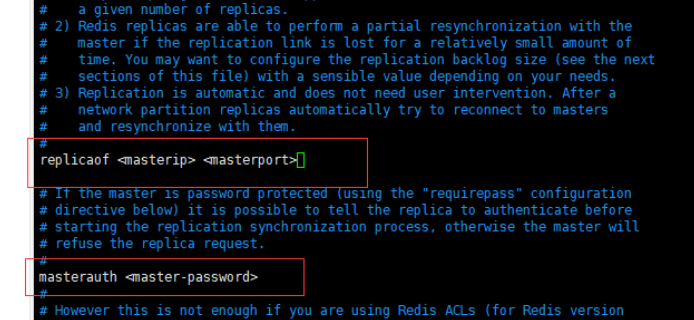 #    a given number of replicas.
# 2) Redis replicas are able to perform a partial resynchronization with the
#    master if the replication link is lost for a relatively small amount of
#    time. You may want to configure the replication backlog size (see the next
#    sections of this file) with a sensible value depending on your needs.
# 3) Replication is automatic and does not need user intervention. After a
#    network partition replicas automatically try to reconnect to masters
#    and resynchronize with them.
#
replicaof <masterip> <masterport>
# If the master is password protected (using the "requirepass" configuration
# directive below) it is possible to tell the replica to authenticate before
# starting the replication synchronization process, otherwise the master will
# refuse the replica request.
#
masterauth <master-password>
#
# However this is not enough if you are using Redis ACLs (for Redis version